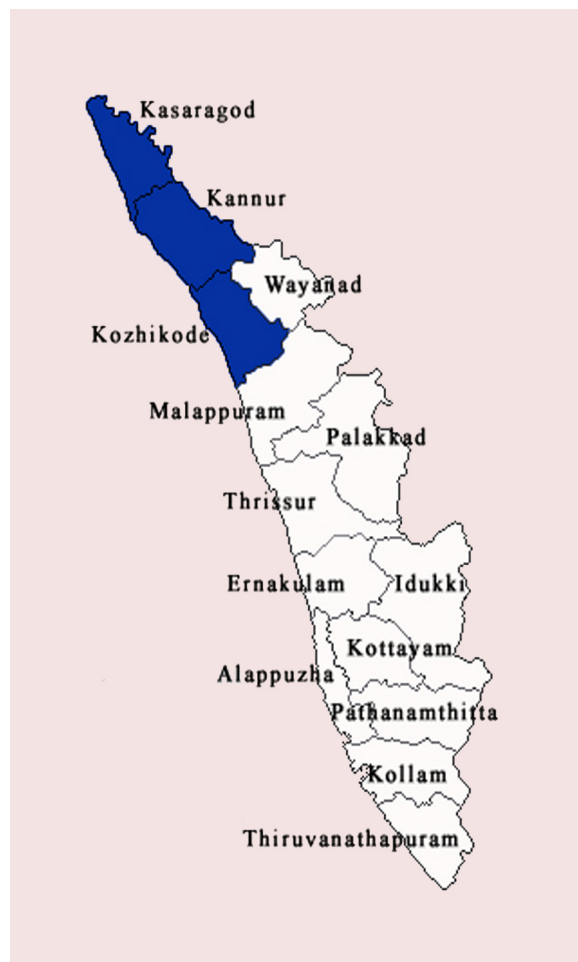 Kasaragod
Kannur
Wayanad
Kozhikode
Malappuram
Palakkad
Thrissur
Ernakulam
Idukki
Kottayam
Alappuzha
Pathanamthitta
Kollam
Thiruvanathapuram